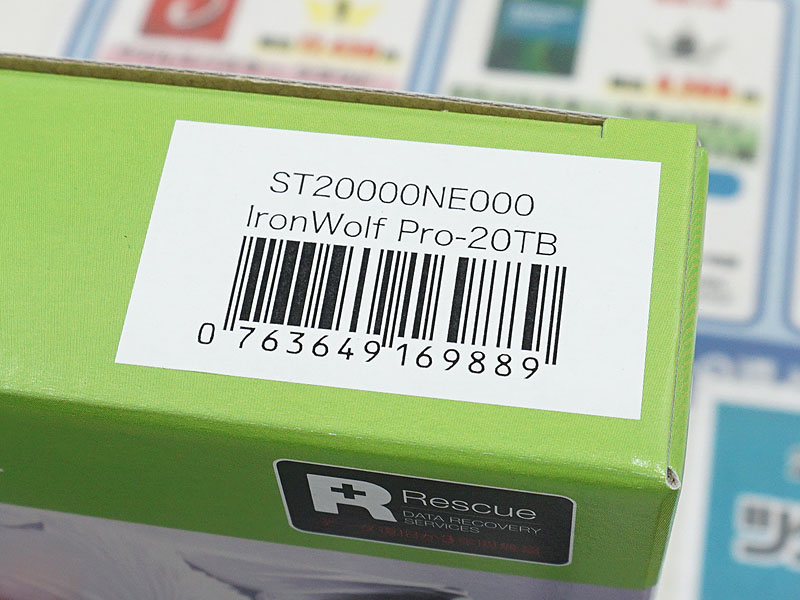 ST20000NE000
IronWolf Pro-20TB
0 763649 169889
Rescue
DATA RECOVERY
SERVICES